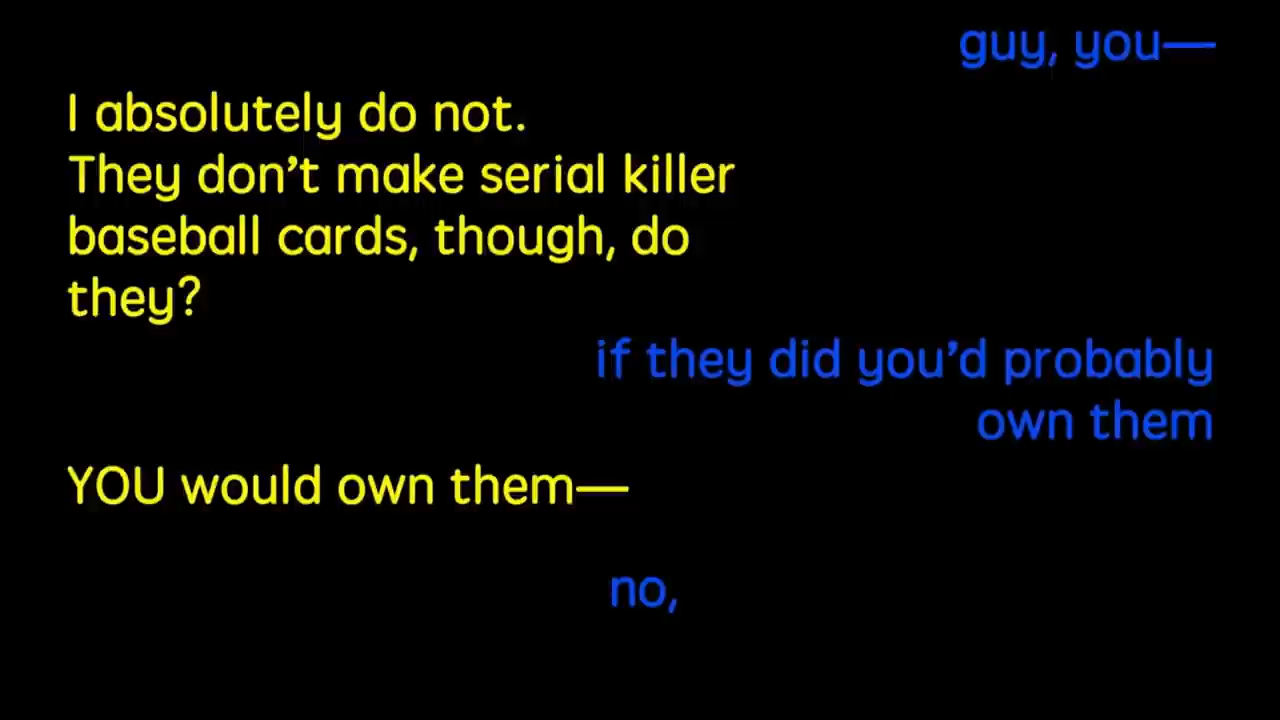 guy, you—
I absolutely do not.
They don’t make serial killer
baseball cards, though, do
they?
if they did you’d probably
own them
YOU would own them—
no,